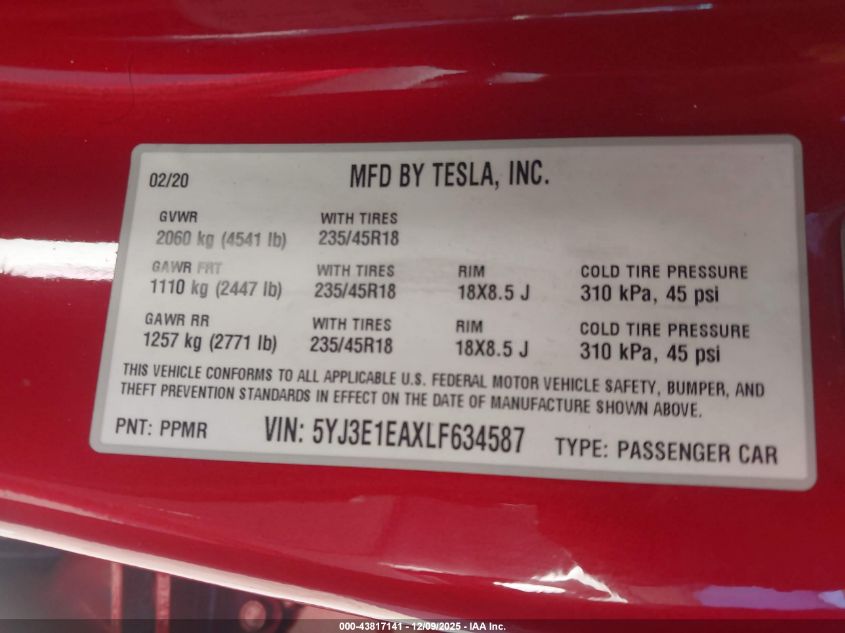 02/20 MFD BY TESLA, INC.
GVWR WITH TIRES
2060 kg (4541 lb) 235/45R18
GAWR FRT WITH TIRES RIM COLD TIRE PRESSURE
1110 kg (2447 lb) 235/45R18 18X8.5 J 310 kPa, 45 psi
GAWR RR WITH TIRES RIM COLD TIRE PRESSURE
1257 kg (2771 lb) 235/45R18 18X8.5 J 310 kPa, 45 psi
THIS VEHICLE CONFORMS TO ALL APPLICABLE U.S. FEDERAL MOTOR VEHICLE SAFETY, BUMPER, AND
THEFT PREVENTION STANDARDS IN EFFECT ON THE DATE OF MANUFACTURE SHOWN ABOVE.
PNT: PPMR VIN: 5YJ3E1EAXLF634587 TYPE: PASSENGER CAR
000-43817141 - 12/09/2025 - IAA Inc.